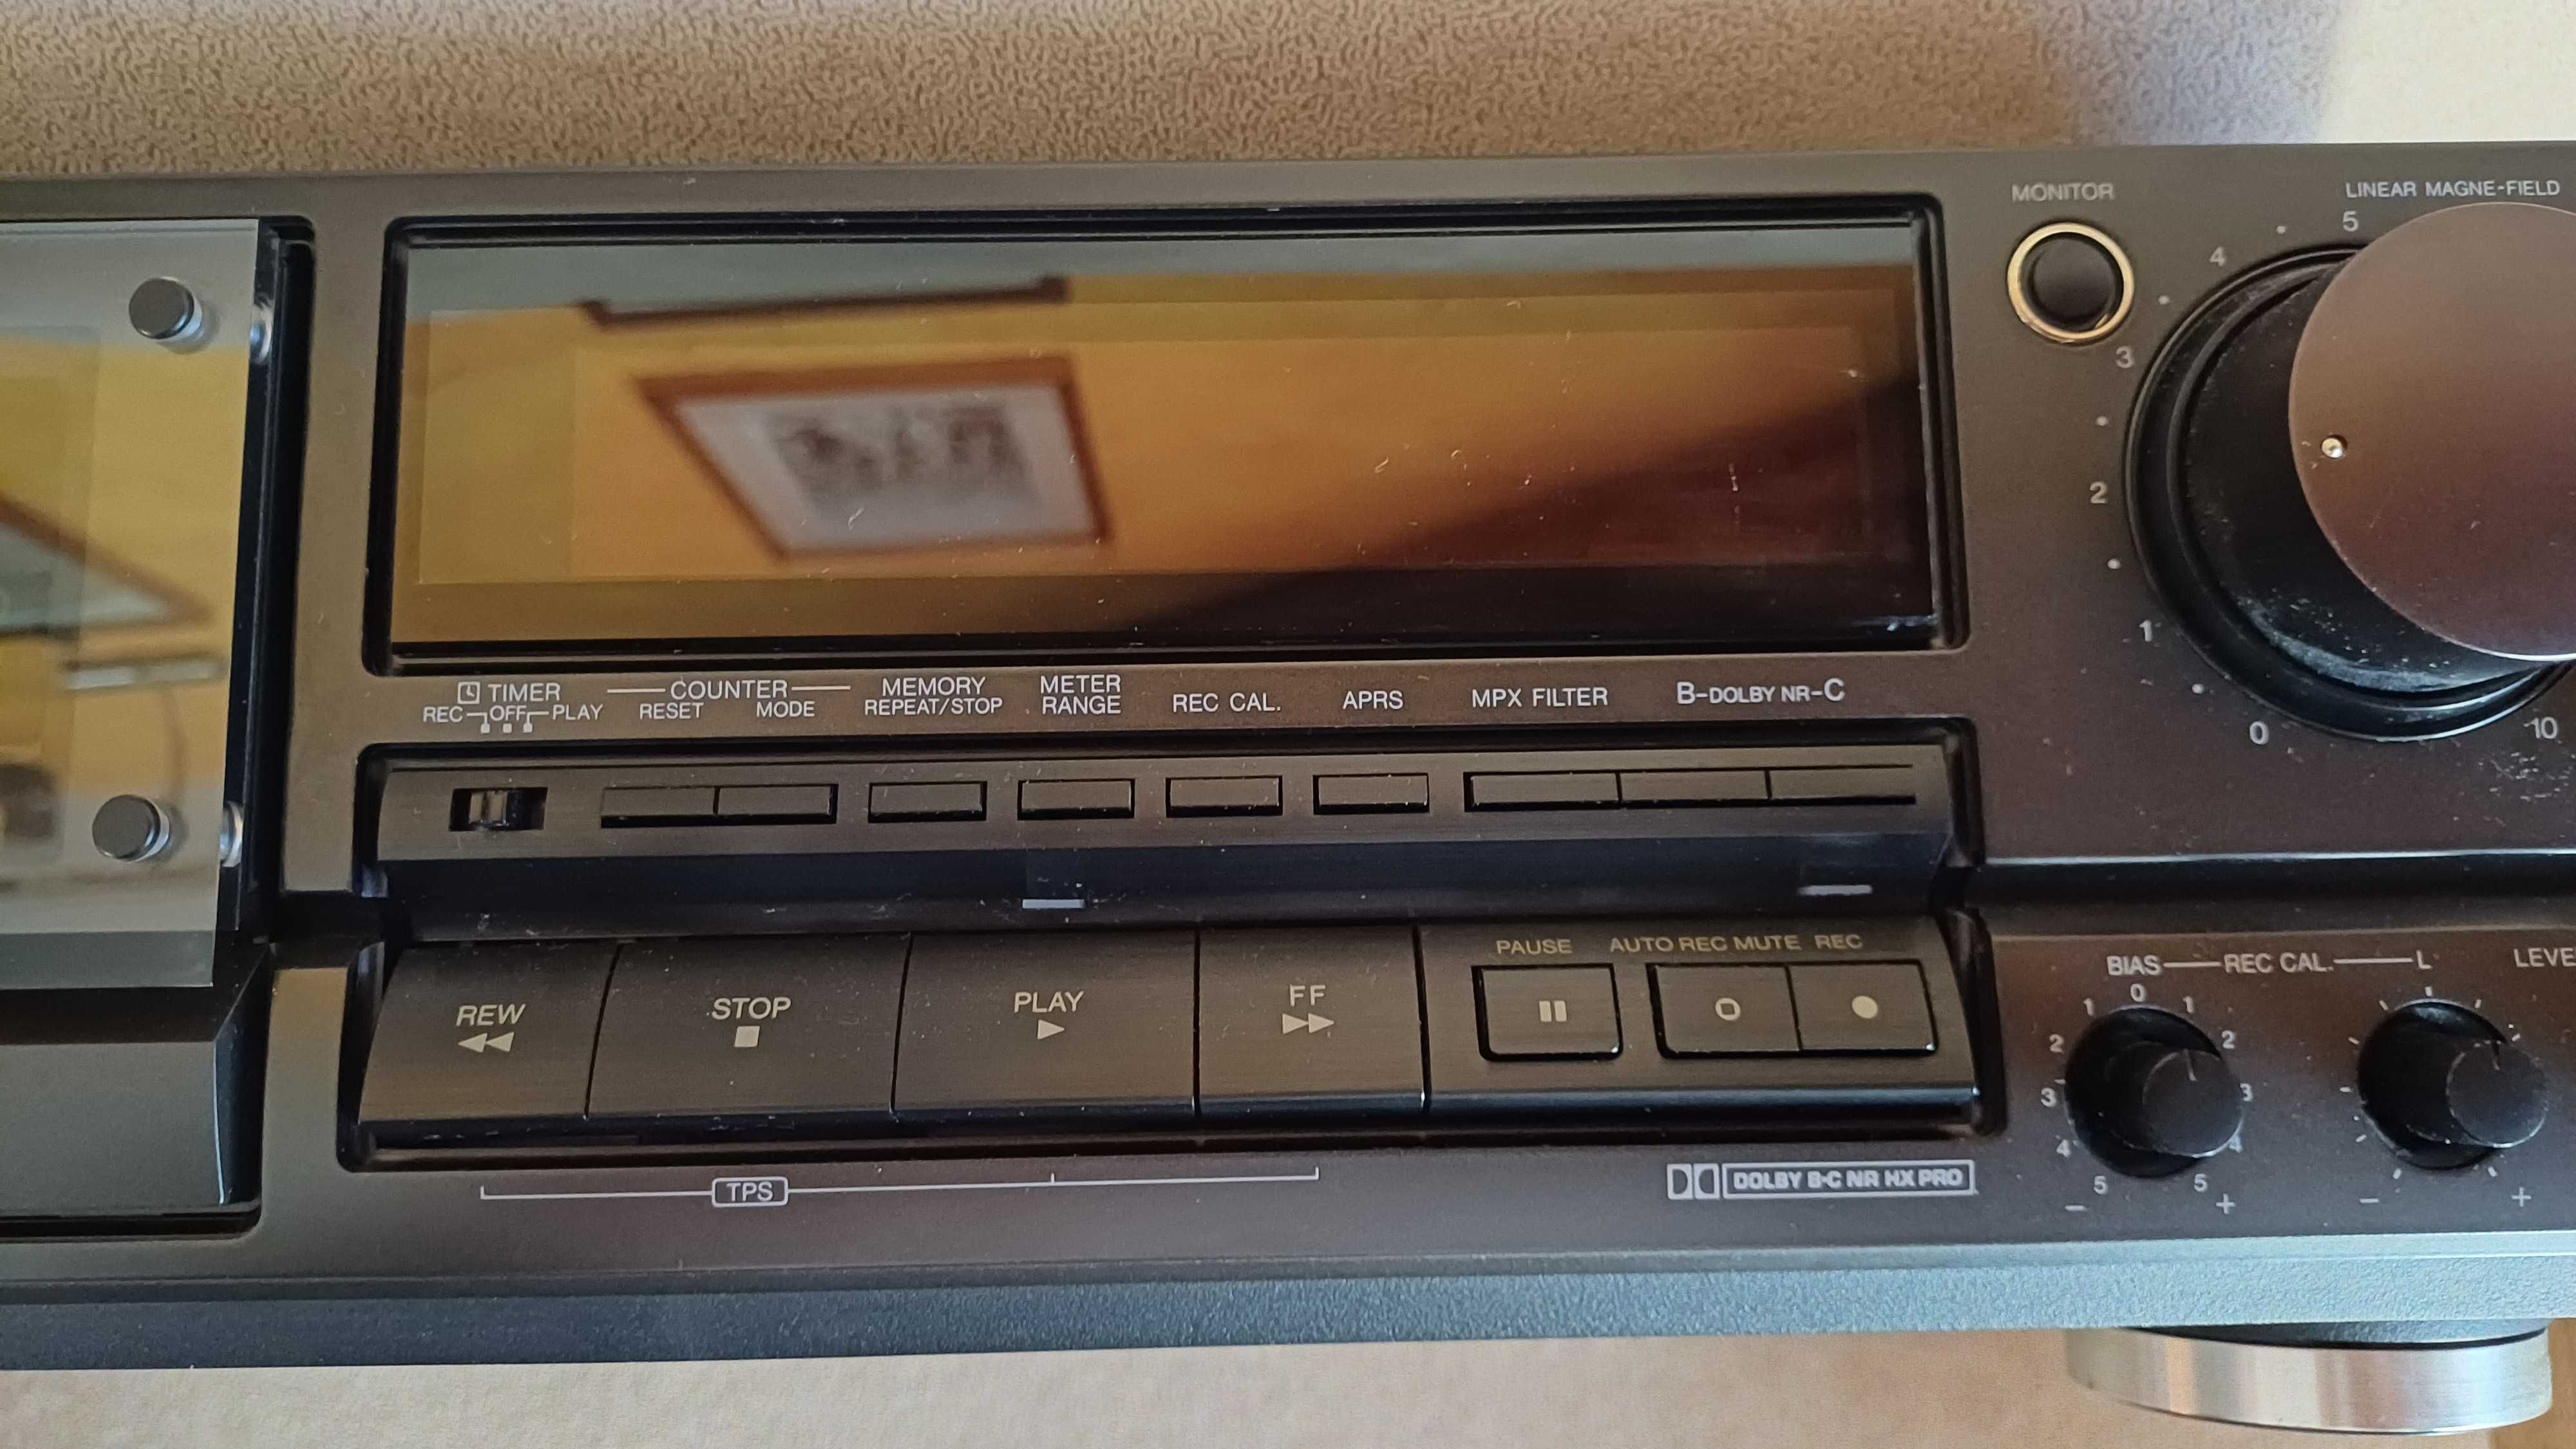 MONITOR
LINEAR MAGNE-FIELD
5
4
3
2
1
0
10
TIMER
REC OFF PLAY
COUNTER
RESET MODE
MEMORY
REPEAT/STOP
METER
RANGE
REC CAL.
APRS
MPX FILTER
B-DOLBY NR-C
REW
STOP
PLAY
FF
PAUSE AUTO REC MUTE REC
TPS
DOLBY B·C NR HX PRO
BIAS REC CAL. L LEVE
0
1 1
2 2
3 3
4 4
5 5
- +
- +